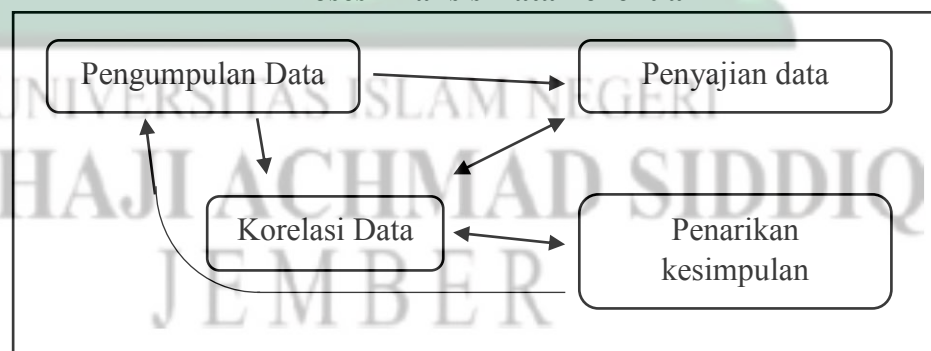 Pengumpulan Data
Penyajian data
UNIVERSITAS ISLAM NEGERI
HAJI ACHMAD SIDDIQ
Korelasi Data
Penarikan
kesimpulan
JEMBER